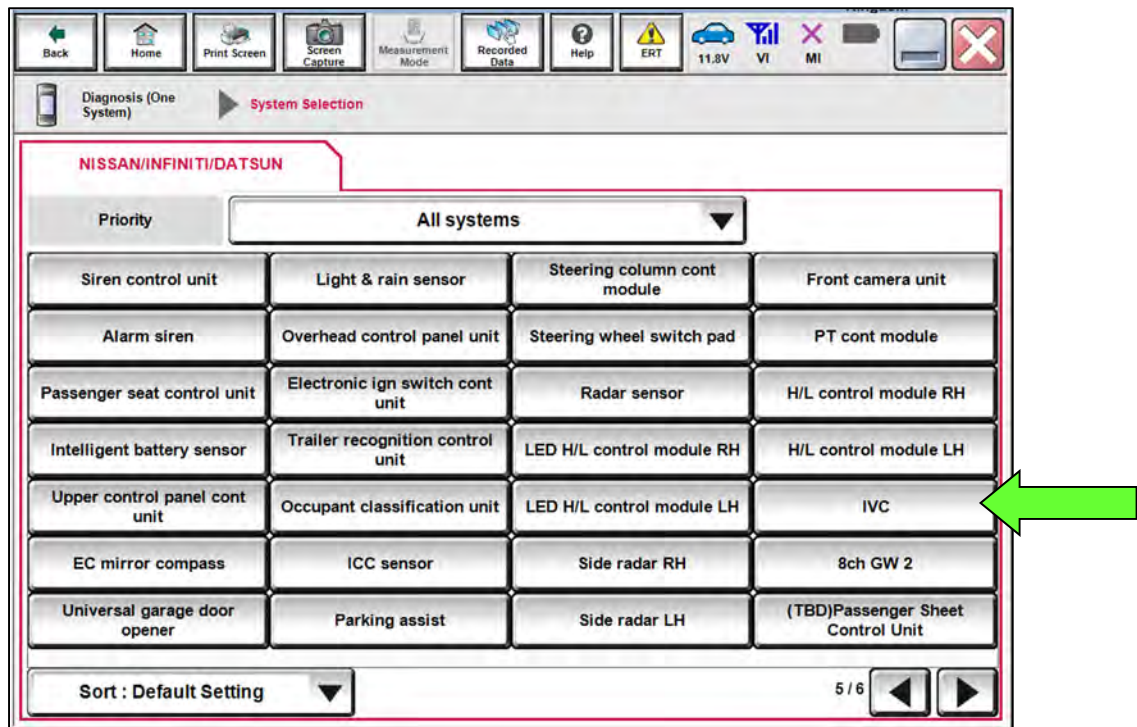 Back
Home
Print Screen
Screen
Capture
Measurement
Mode
Recorded
Data
Help
ERT
11.8V
VI
MI
Diagnosis (One
System)
System Selection
NISSAN/INFINITI/DATSUN
Priority
All systems
Siren control unit
Light & rain sensor
Steering column cont
module
Front camera unit
Alarm siren
Overhead control panel unit
Steering wheel switch pad
PT cont module
Passenger seat control unit
Electronic ign switch cont
unit
Radar sensor
H/L control module RH
Intelligent battery sensor
Trailer recognition control
unit
LED H/L control module RH
H/L control module LH
Upper control panel cont
unit
Occupant classification unit
LED H/L control module LH
IVC
EC mirror compass
ICC sensor
Side radar RH
8ch GW 2
Universal garage door
opener
Parking assist
Side radar LH
(TBD)Passenger Sheet
Control Unit
Sort : Default Setting
5 / 6